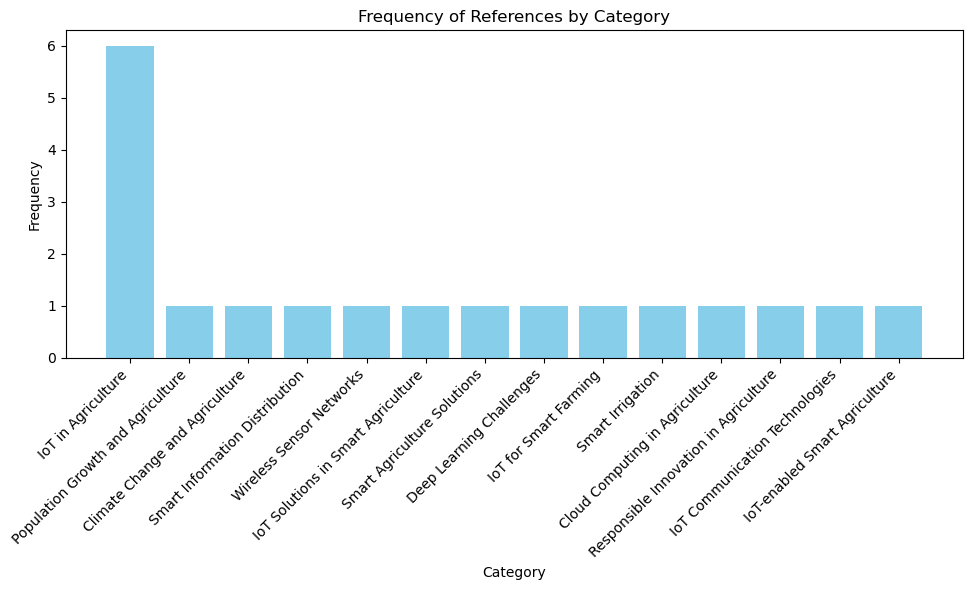 Frequency of References by Category
Frequency
6
5
4
3
2
1
0
IoT in Agriculture
Population Growth and Agriculture
Climate Change and Agriculture
Smart Information Distribution
Wireless Sensor Networks
IoT Solutions in Smart Agriculture
Smart Agriculture Solutions
Deep Learning Challenges
IoT for Smart Farming
Smart Irrigation
Cloud Computing in Agriculture
Responsible Innovation in Agriculture
IoT Communication Technologies
IoT-enabled Smart Agriculture
Category